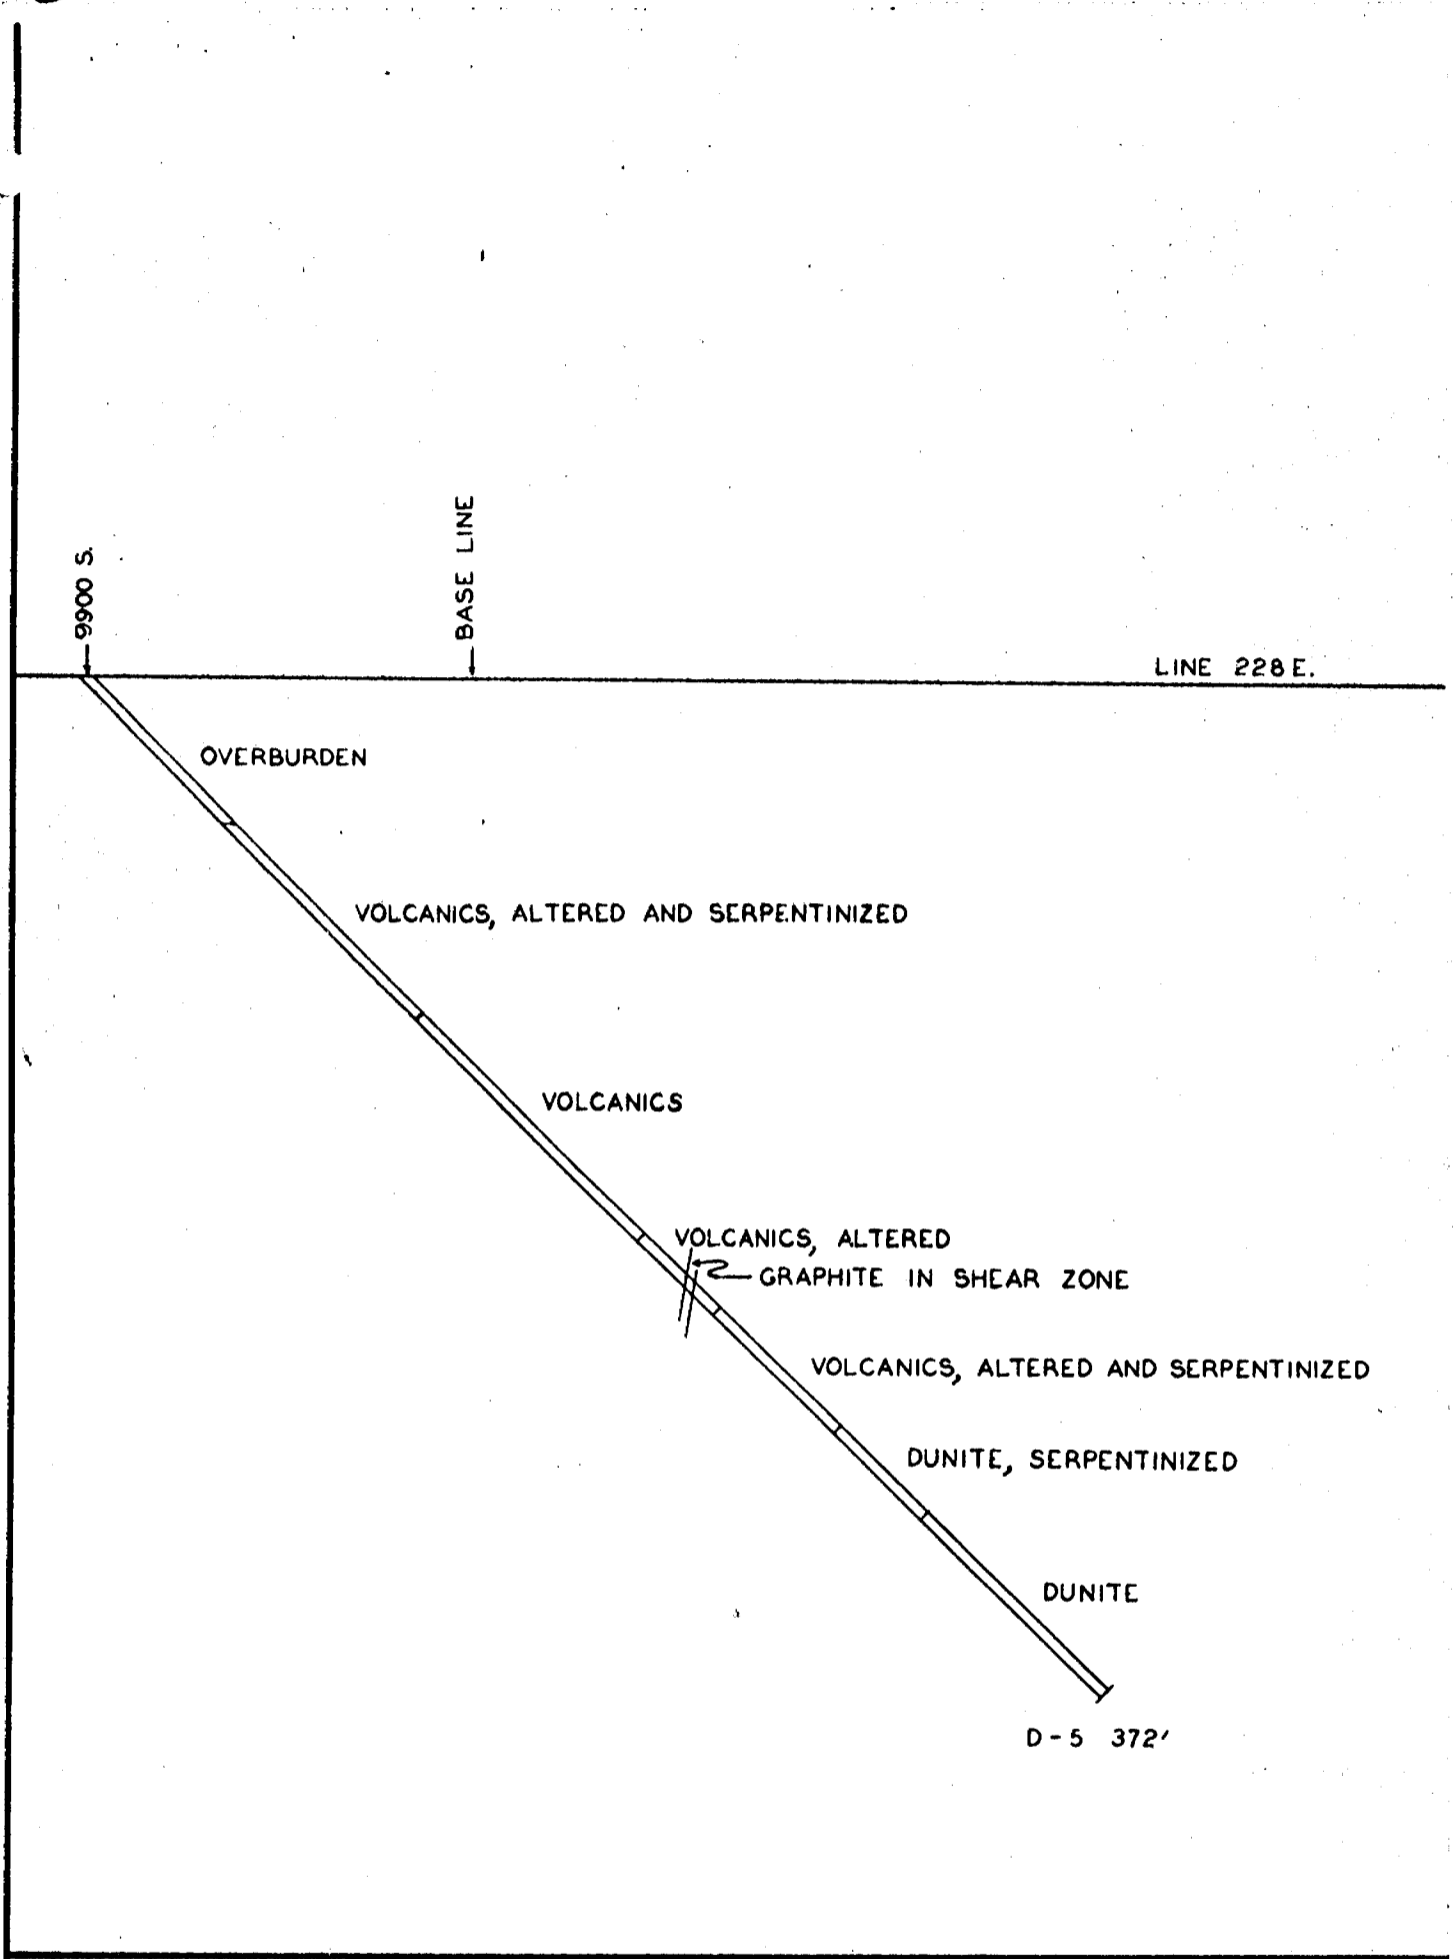 9900 S.
BASE LINE
LINE 228 E.
OVERBURDEN
VOLCANICS, ALTERED AND SERPENTINIZED
VOLCANICS
VOLCANICS, ALTERED
GRAPHITE IN SHEAR ZONE
VOLCANICS, ALTERED AND SERPENTINIZED
DUNITE, SERPENTINIZED
DUNITE
D-5 372'